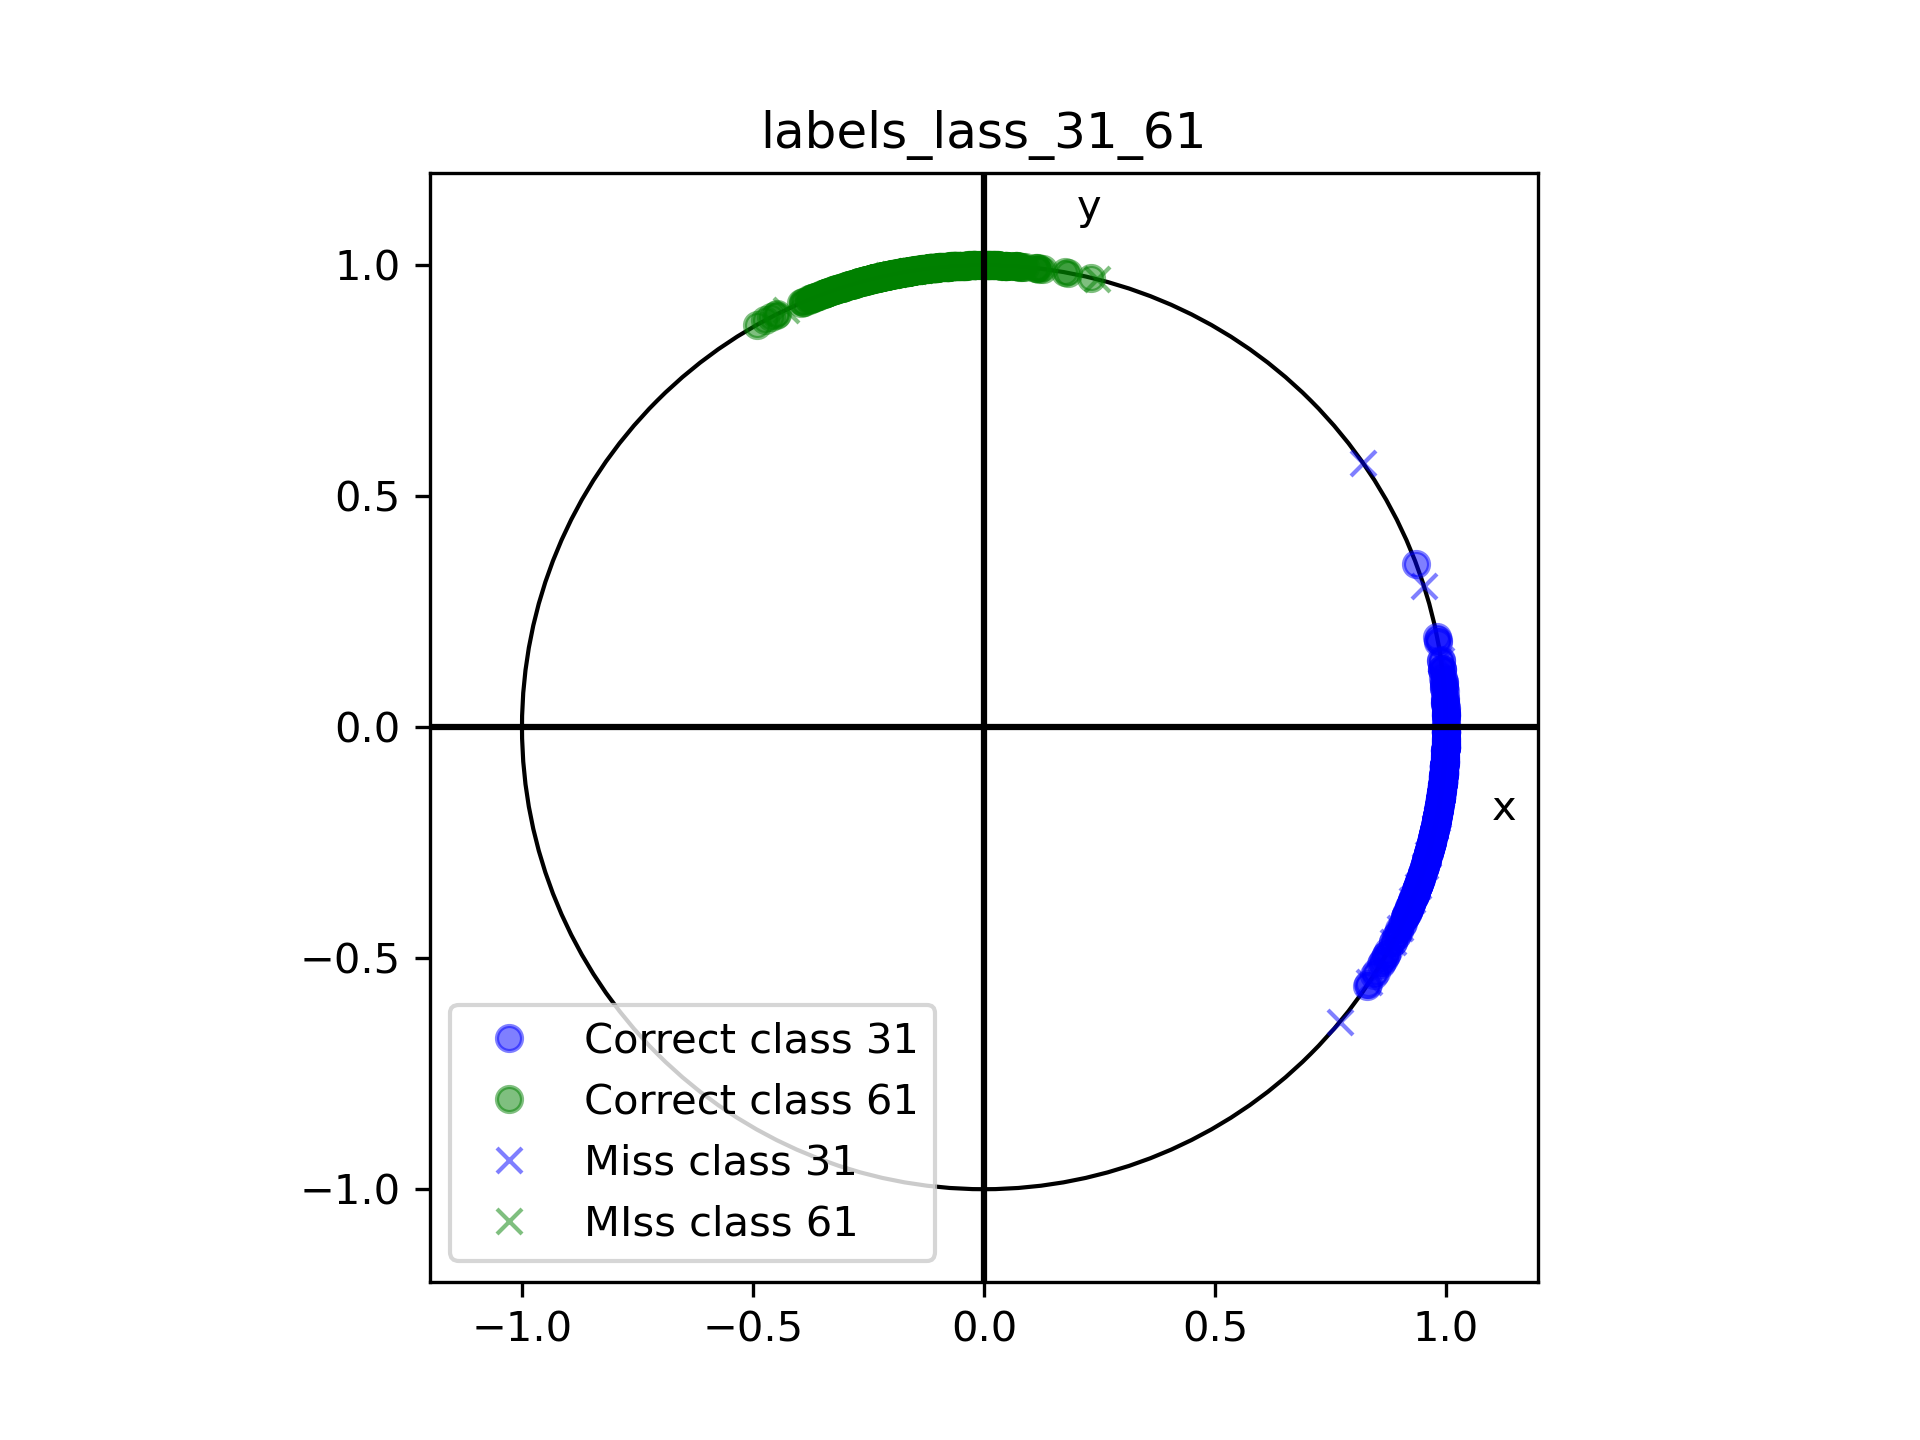 labels_lass_31_61
y
1.0
0.5
0.0
x
−0.5
−1.0
Correct class 31
Correct class 61
Miss class 31
MIss class 61
−1.0 −0.5 0.0 0.5 1.0